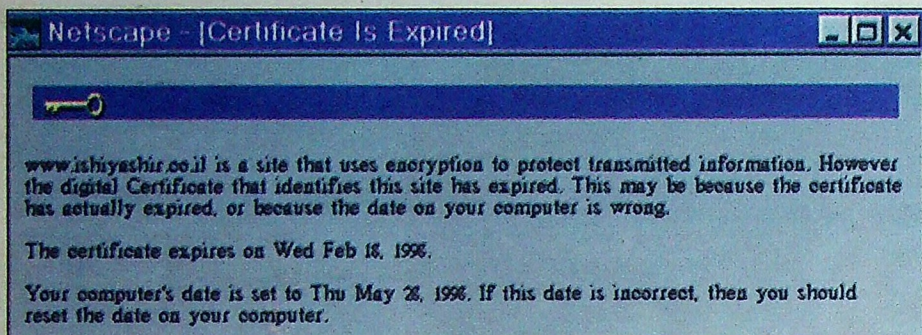 Netscape - [Certificate Is Expired]
www.ishiyashir.co.il is a site that uses encryption to protect transmitted information. However
the digital Certificate that identifies this site has expired. This may be because the certificate
has actually expired, or because the date on your computer is wrong.
The certificate expires on Wed Feb 18, 1998.
Your computer's date is set to Thu May 28, 1998. If this date is incorrect, then you should
reset the date on your computer.